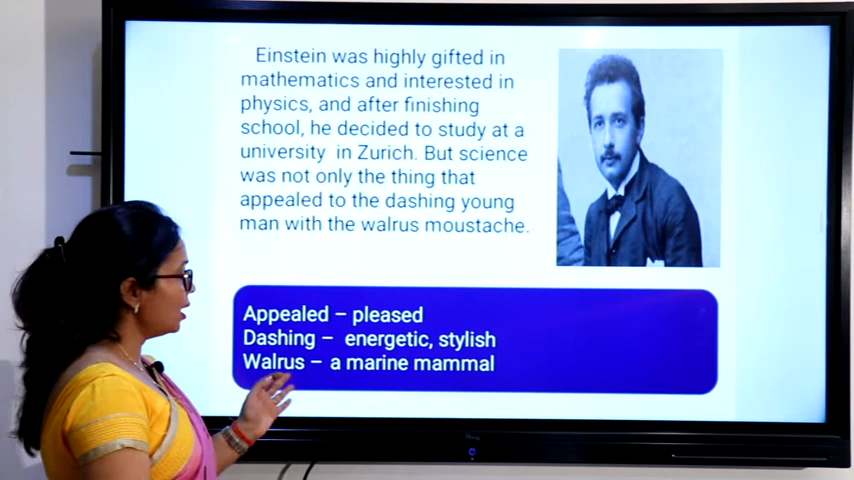 Einstein was highly gifted in
mathematics and interested in
physics, and after finishing
school, he decided to study at a
university in Zurich. But science
was not only the thing that
appealed to the dashing young
man with the walrus moustache.
Appealed – pleased
Dashing – energetic, stylish
Walrus – a marine mammal